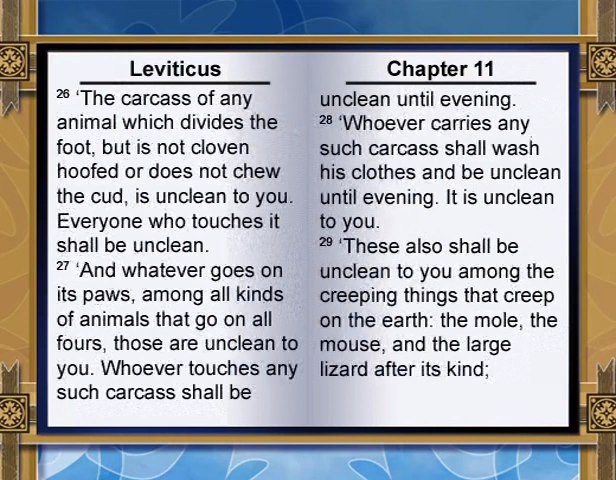 Leviticus
26 ‘The carcass of any
animal which divides the
foot, but is not cloven
hoofed or does not chew
the cud, is unclean to you.
Everyone who touches it
shall be unclean.
27 ‘And whatever goes on
its paws, among all kinds
of animals that go on all
fours, those are unclean to
you. Whoever touches any
such carcass shall be
Chapter 11
unclean until evening.
28 ‘Whoever carries any
such carcass shall wash
his clothes and be unclean
until evening. It is unclean
to you.
29 ‘These also shall be
unclean to you among the
creeping things that creep
on the earth: the mole, the
mouse, and the large
lizard after its kind;